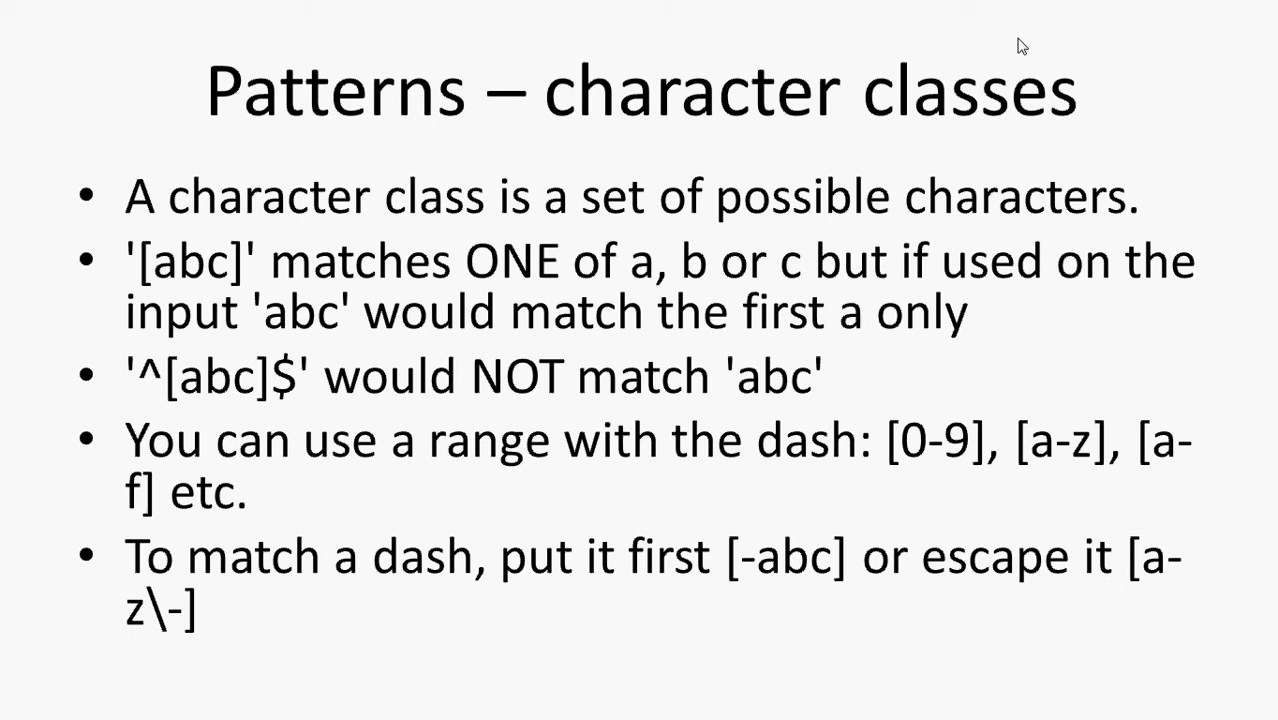 Patterns – character classes
• A character class is a set of possible characters.
• '[abc]' matches ONE of a, b or c but if used on the
input 'abc' would match the first a only
• '^[abc]$' would NOT match 'abc'
• You can use a range with the dash: [0-9], [a-z], [a-
f] etc.
• To match a dash, put it first [-abc] or escape it [a-
z\-]